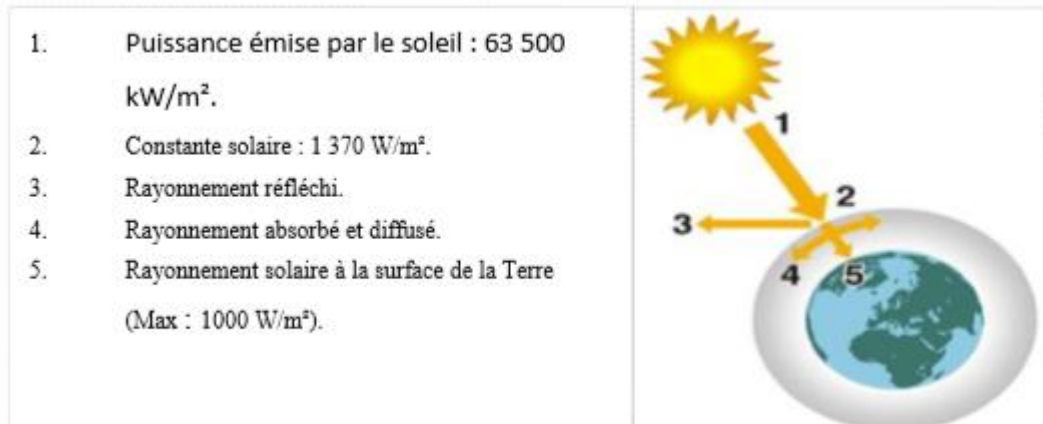 1. Puissance émise par le soleil : 63 500
kW/m².
2. Constante solaire : 1 370 W/m².
3. Rayonnement réfléchi.
4. Rayonnement absorbé et diffusé.
5. Rayonnement solaire à la surface de la Terre
(Max : 1000 W/m²).
1
2
3
4
5